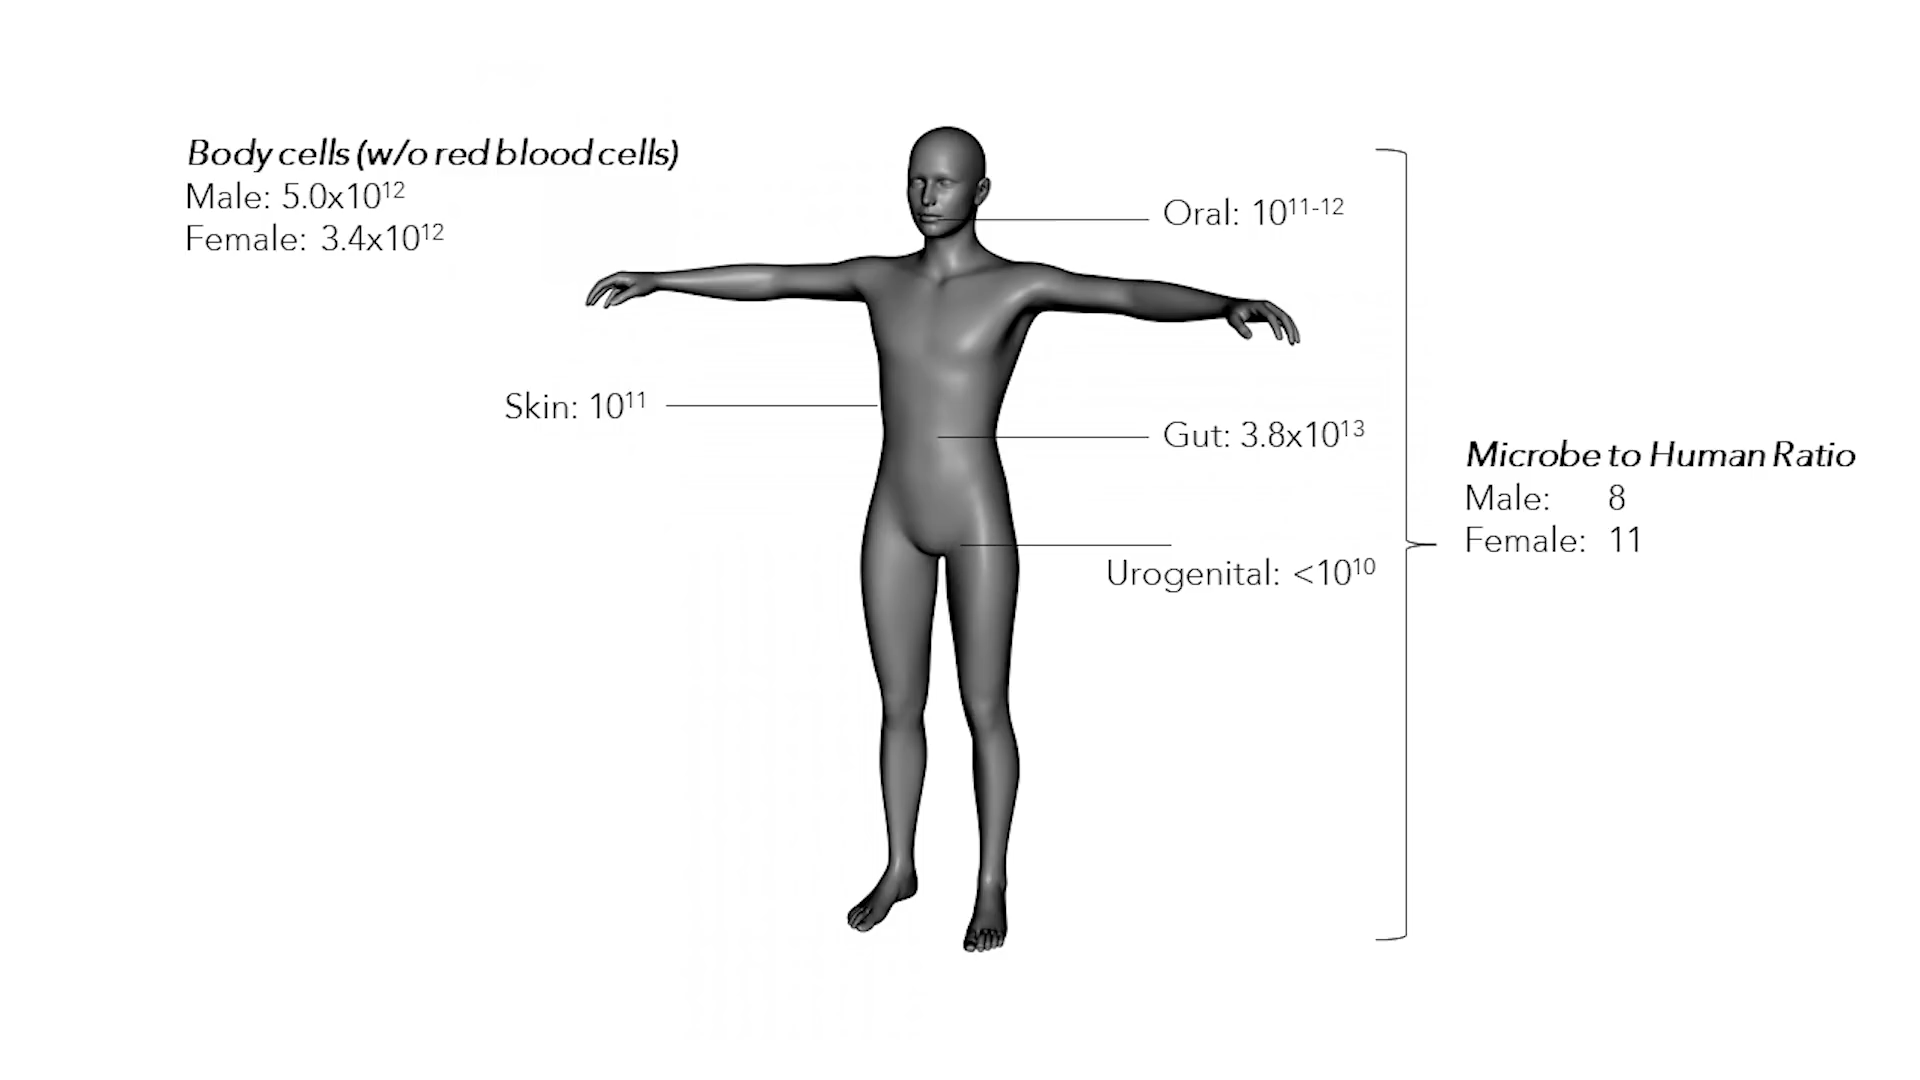 Body cells (w/o red blood cells)
Male: 5.0x10¹²
Female: 3.4x10¹²
Oral: 10¹¹⁻¹²
Skin: 10¹¹
Gut: 3.8x10¹³
Urogenital: <10¹⁰
Microbe to Human Ratio
Male: 8
Female: 11